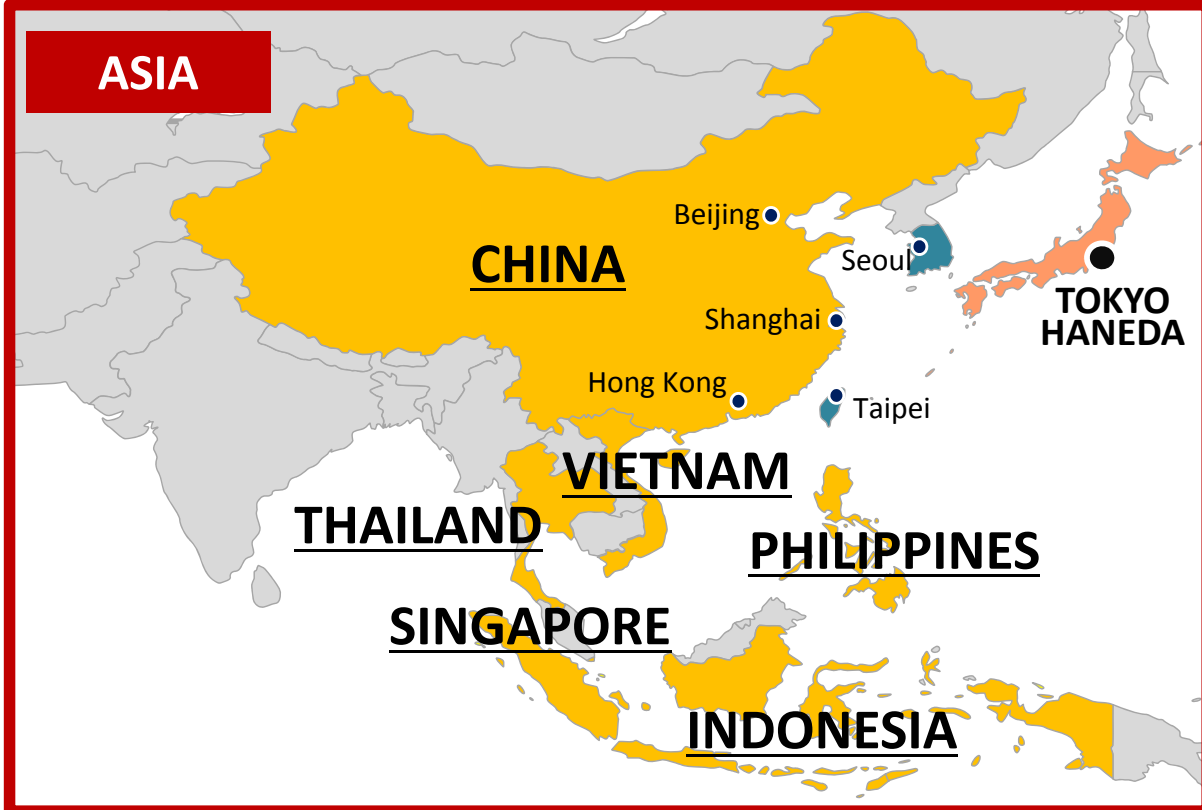 ASIA
Beijing
CHINA
Seoul
TOKYO
HANEDA
Shanghai
Hong Kong
Taipei
VIETNAM
THAILAND
PHILIPPINES
SINGAPORE
INDONESIA